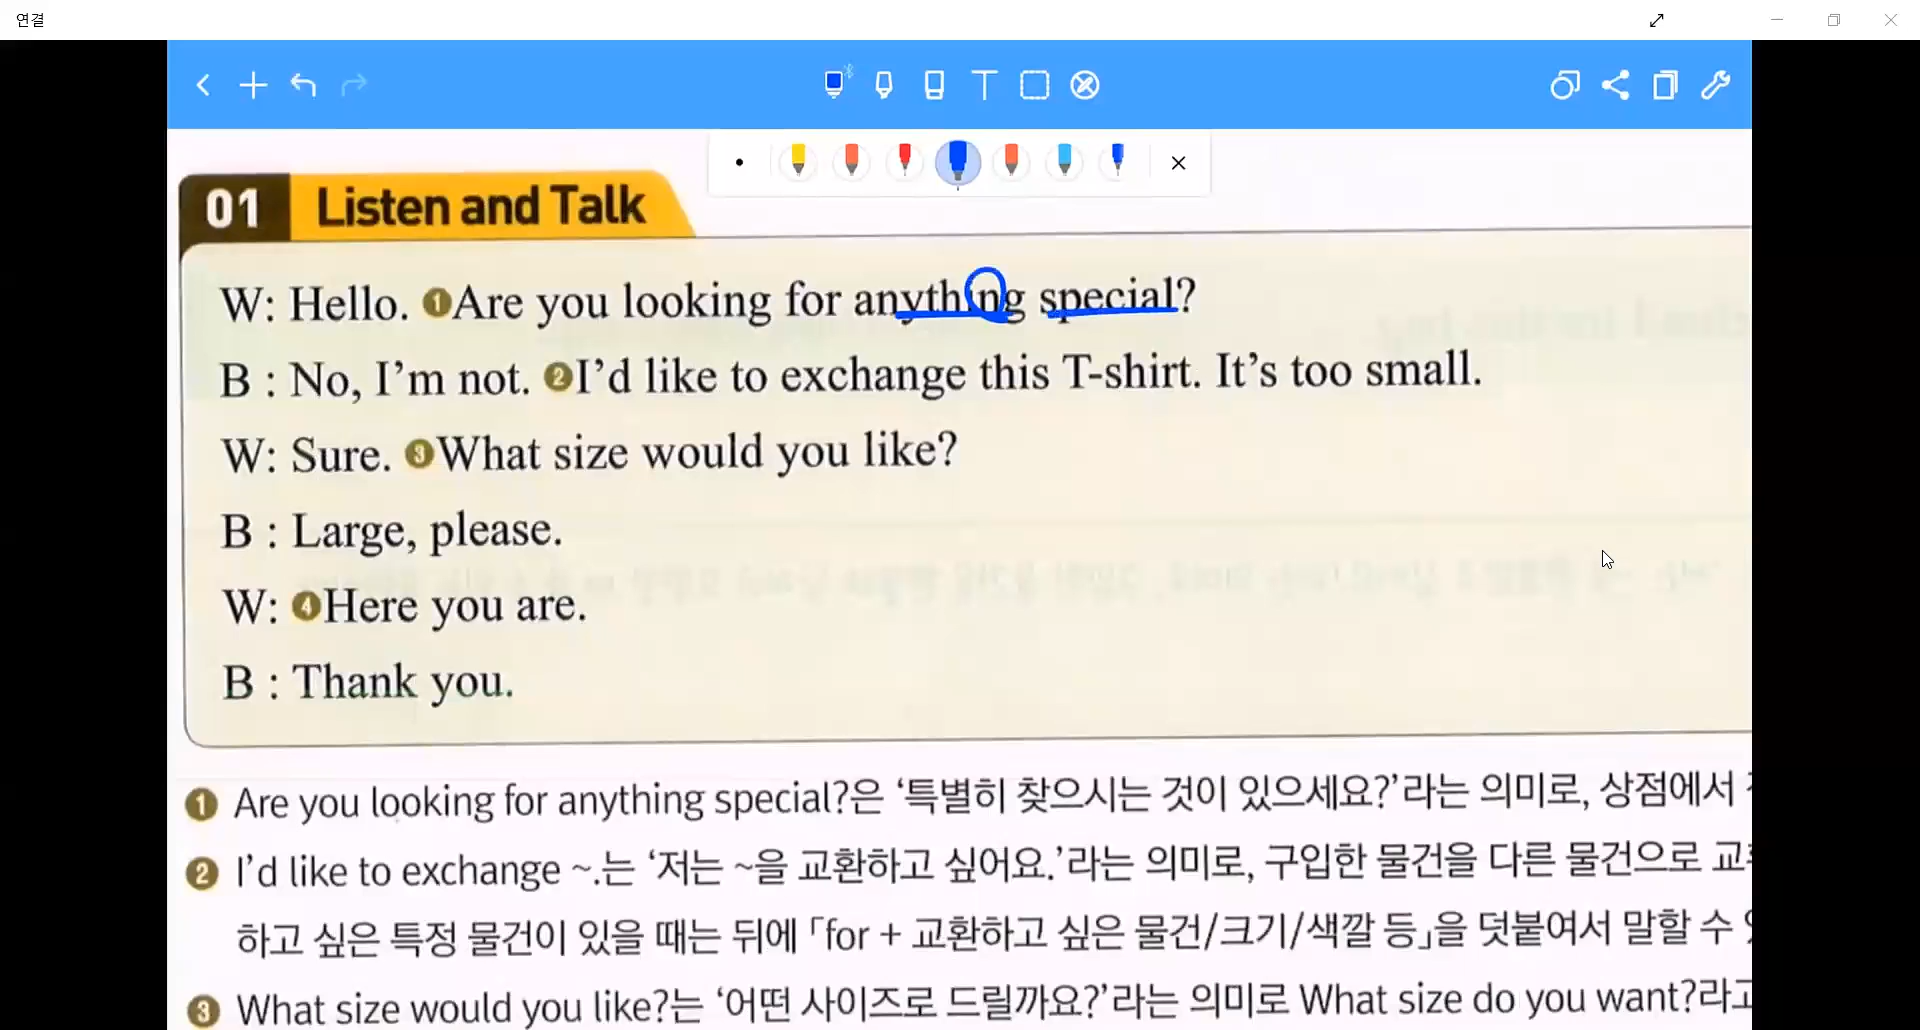 연결
01 Listen and Talk
W: Hello. ❶Are you looking for anything special?
B : No, I'm not. ❷I'd like to exchange this T-shirt. It's too small.
W: Sure. ❸What size would you like?
B : Large, please.
W: ❹Here you are.
B : Thank you.
❶ Are you looking for anything special?은 ‘특별히 찾으시는 것이 있으세요?’라는 의미로, 상점에서
❷ I'd like to exchange ~.는 ‘저는 ~을 교환하고 싶어요.’라는 의미로, 구입한 물건을 다른 물건으로
하고 싶은 특정 물건이 있을 때는 뒤에 「for + 교환하고 싶은 물건/크기/색깔 등」을 덧붙여서 말할 수
❸ What size would you like?는 ‘어떤 사이즈로 드릴까요?’라는 의미로 What size do you want?라고